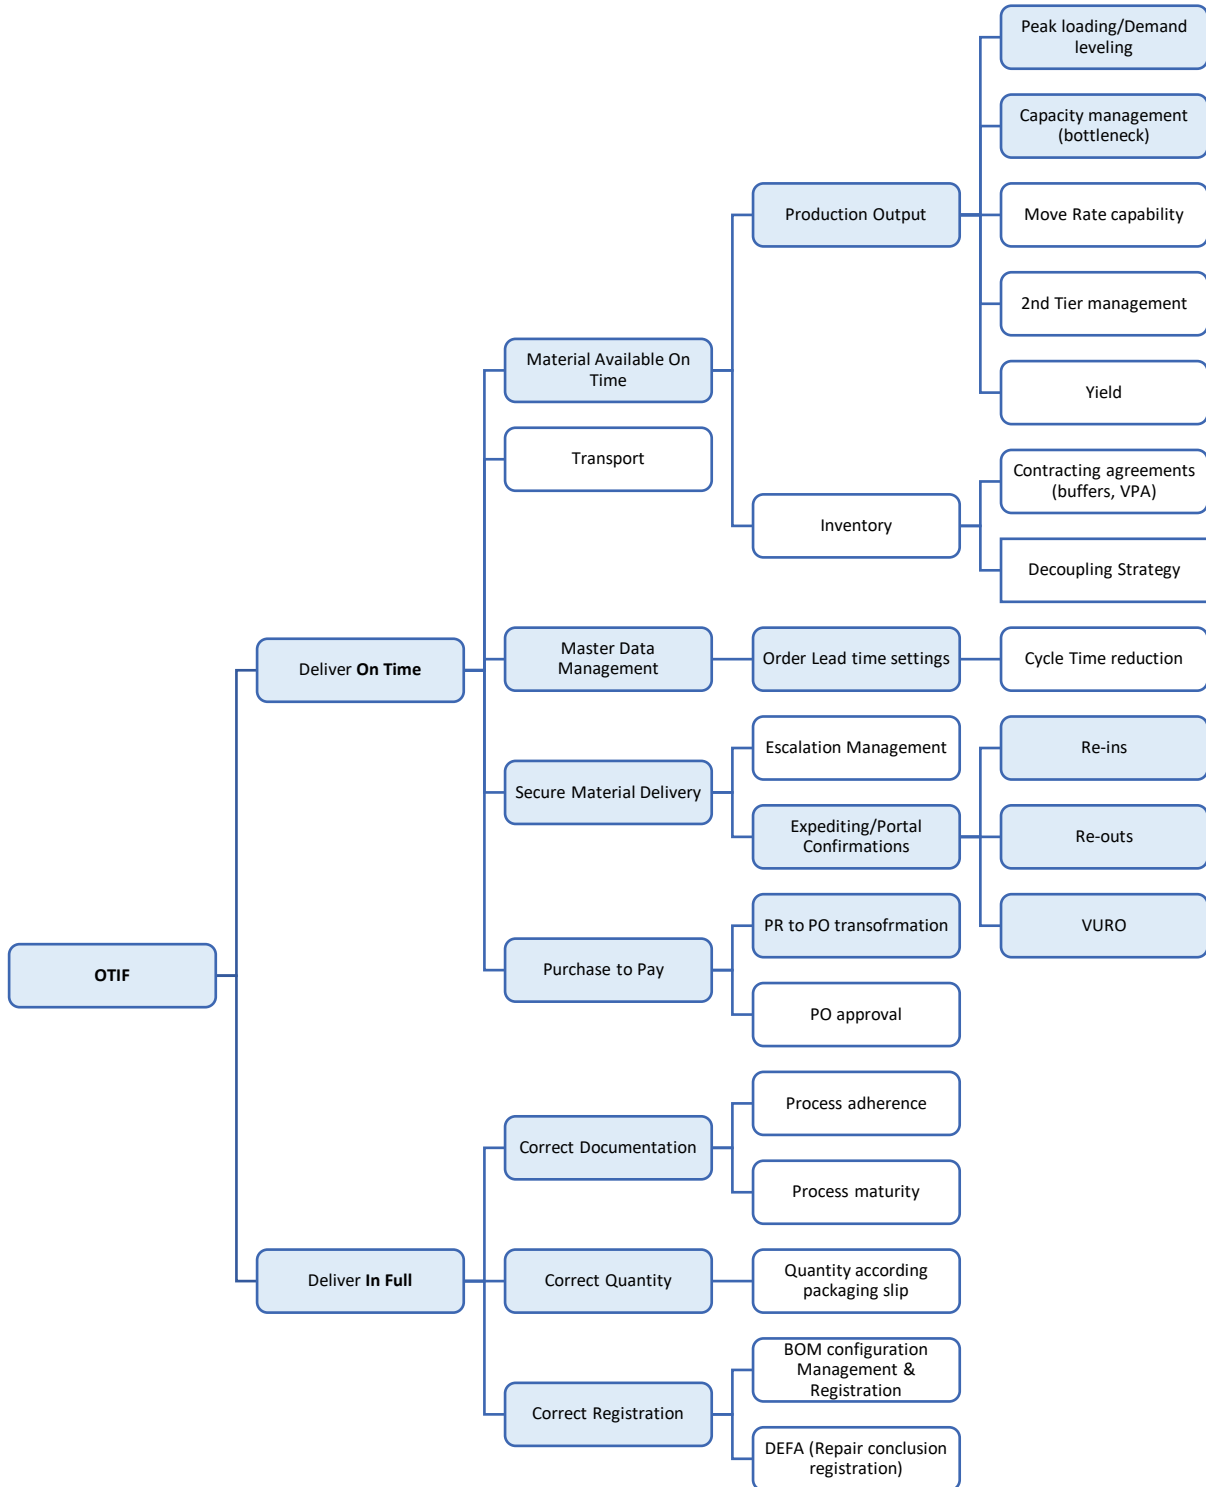 Peak loading/Demand
leveling
Capacity management
(bottleneck)
Production Output
Move Rate capability
2nd Tier management
Material Available On
Time
Yield
Transport
Contracting agreements
(buffers, VPA)
Inventory
Decoupling Strategy
Deliver On Time
Master Data
Management
Order Lead time settings
Cycle Time reduction
Escalation Management
Re-ins
Secure Material Delivery
Expediting/Portal
Confirmations
Re-outs
PR to PO transofrmation
VURO
OTIF
Purchase to Pay
PO approval
Process adherence
Correct Documentation
Process maturity
Deliver In Full
Correct Quantity
Quantity according
packaging slip
BOM configuration
Management &
Registration
Correct Registration
DEFA (Repair conclusion
registration)